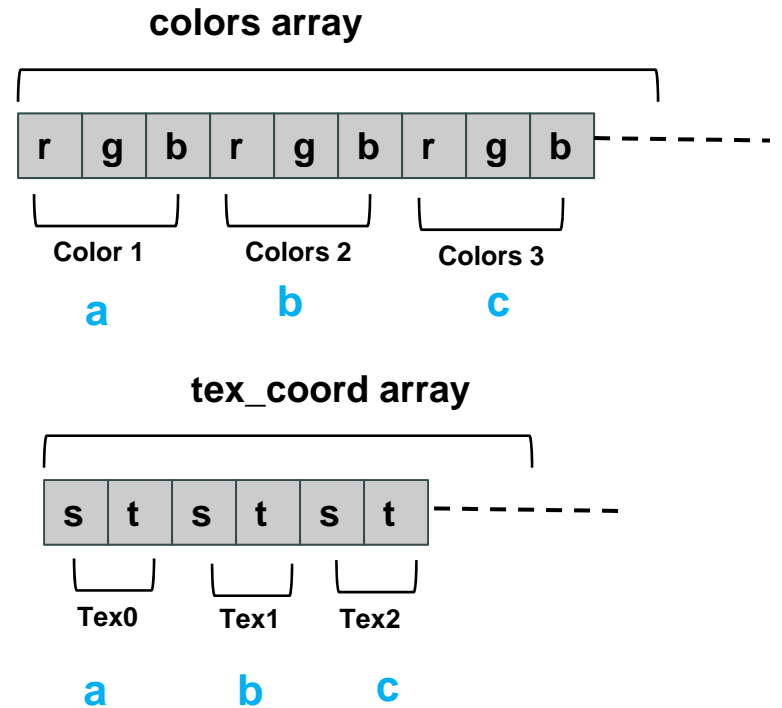 colors array
r g b r g b r g b
Color 1 Colors 2 Colors 3
a b c
tex_coord array
s t s t s t
Tex0 Tex1 Tex2
a b c